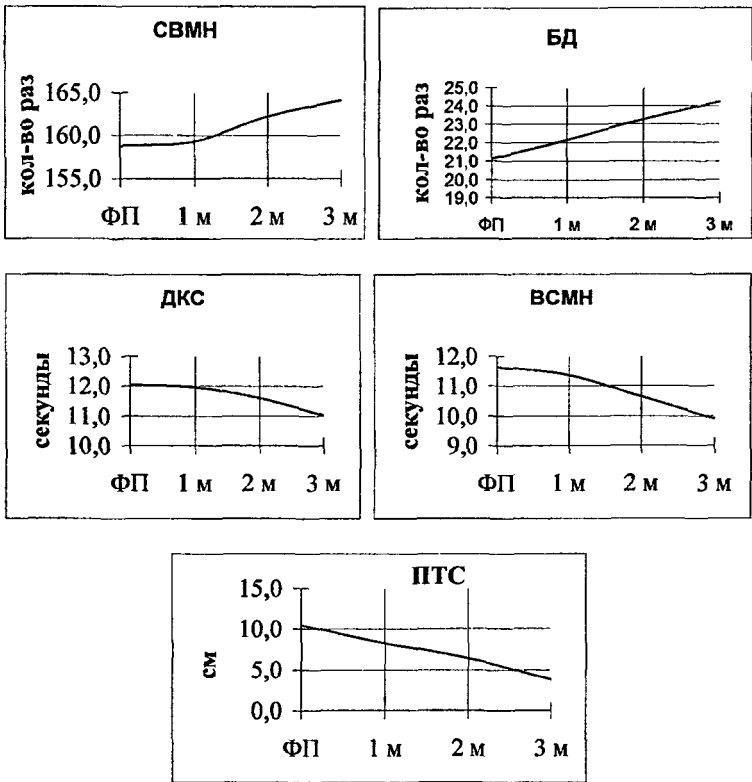 СВМН
кол-во раз
165,0
160,0
155,0
ФП 1 м 2 м 3 м
БД
кол-во раз
25,0
24,0
23,0
22,0
21,0
20,0
19,0
ФП 1 м 2 м 3 м
ДКС
секунды
13,0
12,0
11,0
10,0
ФП 1 м 2 м 3 м
ВСМН
секунды
12,0
11,0
10,0
9,0
ФП 1 м 2 м 3 м
ПТС
см
15,0
10,0
5,0
0,0
ФП 1 м 2 м 3 м